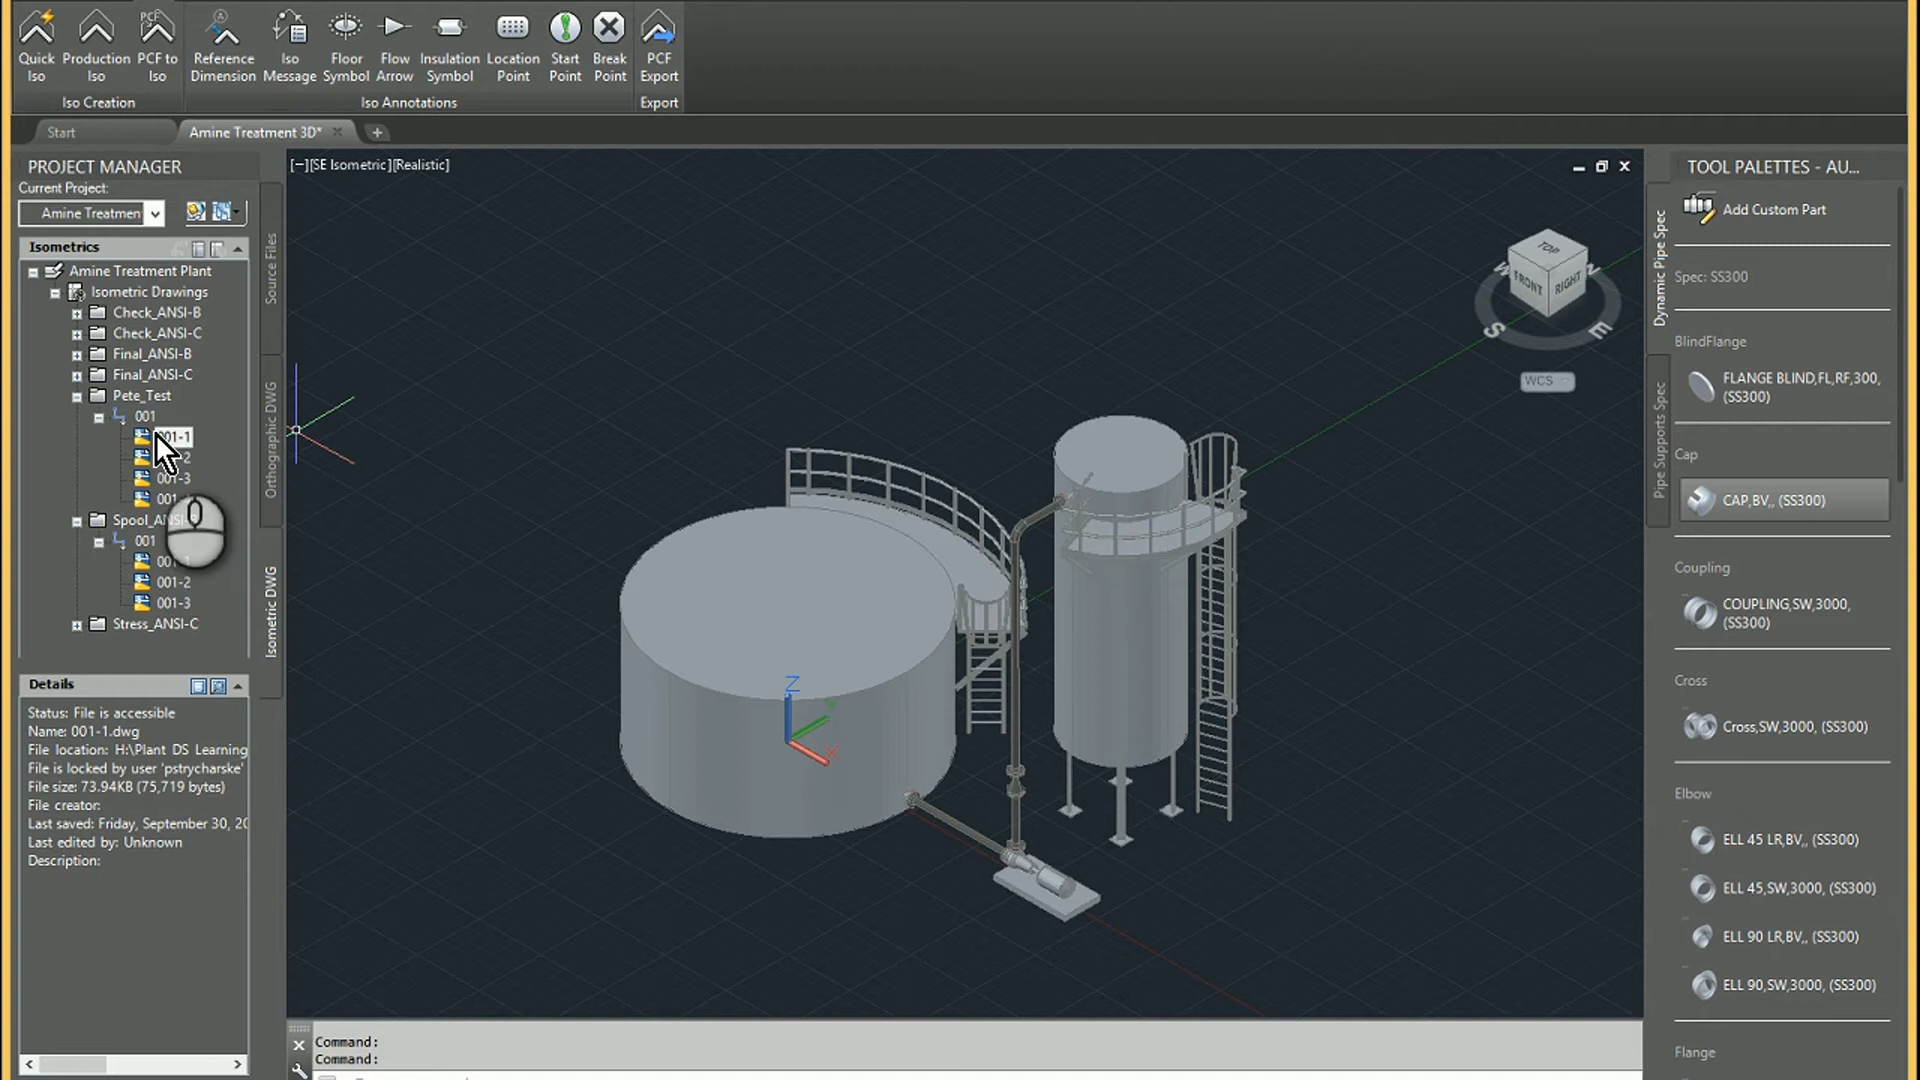 Quick Iso
Production Iso
PCF to Iso
Reference Dimension
Iso Message
Floor Symbol
Flow Arrow
Insulation Symbol
Location Point
Start Point
Break Point
PCF Export
Iso Creation
Iso Annotations
Export
Start
Amine Treatment 3D*
PROJECT MANAGER
Current Project:
Amine Treatmen
Isometrics
Amine Treatment Plant
Isometric Drawings
Check_ANSI-B
Check_ANSI-C
Final_ANSI-B
Final_ANSI-C
Pete_Test
001
001-1
-2
001-3
001
Spool_ANSI-
001
001-1
001-2
001-3
Stress_ANSI-C
Details
Status: File is accessible
Name: 001-1.dwg
File location: H:\Plant DS Learning
File is locked by user 'pstrycharske'
File size: 73.94KB (75,719 bytes)
File creator:
Last saved: Friday, September 30, 20
Last edited by: Unknown
Description:
Source Files
Orthographic DWG
Isometric DWG
[−][SE Isometric][Realistic]
TOP
FRONT
RIGHT
W
N
S
E
WCS
Z
Y
X
Command:
Command:
TOOL PALETTES - AU...
Dynamic Pipe Spec
Pipe Supports Spec
Add Custom Part
Spec: SS300
BlindFlange
FLANGE BLIND,FL,RF,300,
(SS300)
Cap
CAP,BV,, (SS300)
Coupling
COUPLING,SW,3000,
(SS300)
Cross
Cross,SW,3000, (SS300)
Elbow
ELL 45 LR,BV,, (SS300)
ELL 45,SW,3000, (SS300)
ELL 90 LR,BV,, (SS300)
ELL 90,SW,3000, (SS300)
Flange